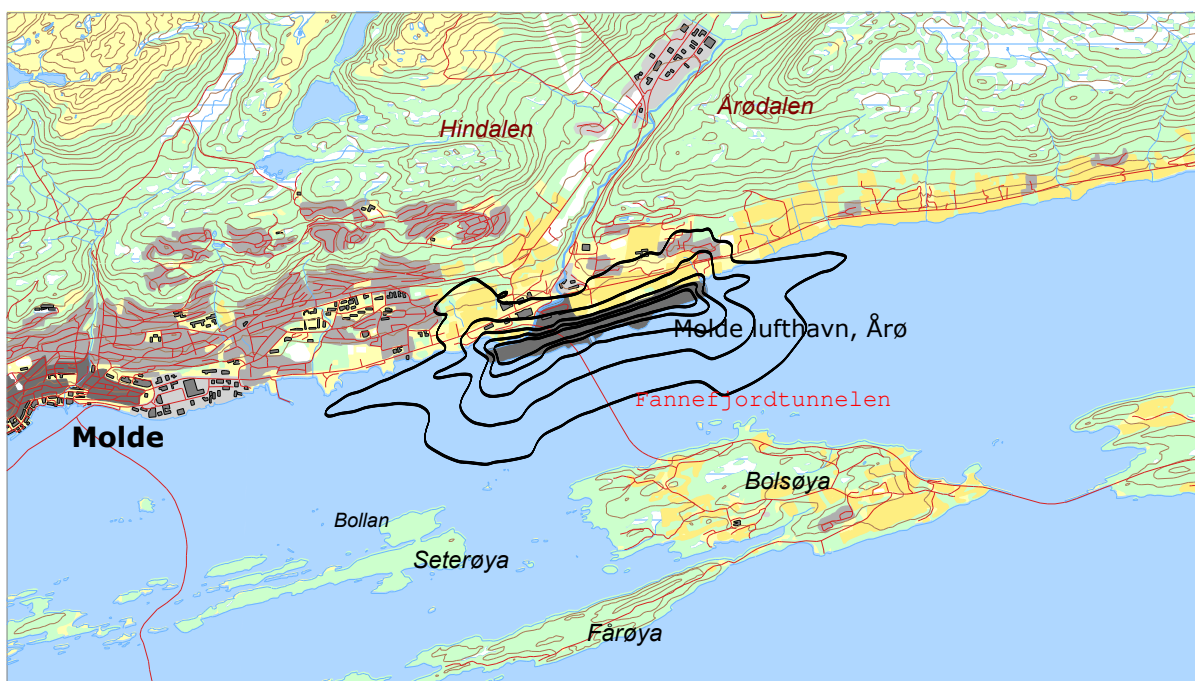 Årødalen
Hindalen
Molde lufthavn, Årø
Fannefjordtunnelen
Molde
Bolsøya
Bollan
Seterøya
Fårøya